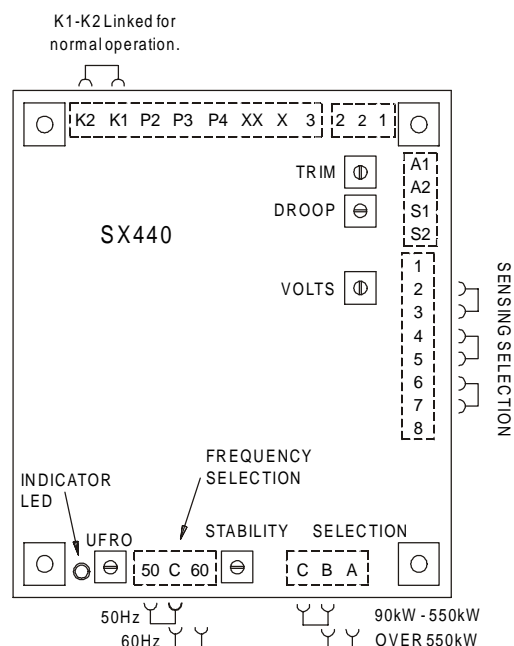 K1-K2 Linked for
normal operation.
K2 K1 P2 P3 P4 XX X 3 2 2 1
TRIM
DROOP
A1
A2
S1
S2
SX440
VOLTS
1
2
3
4
5
6
7
8
SENSING SELECTION
FREQUENCY
SELECTION
INDICATOR
LED
UFRO
STABILITY SELECTION
50 C 60
C B A
50Hz
90kW - 550kW
60Hz
OVER 550kW